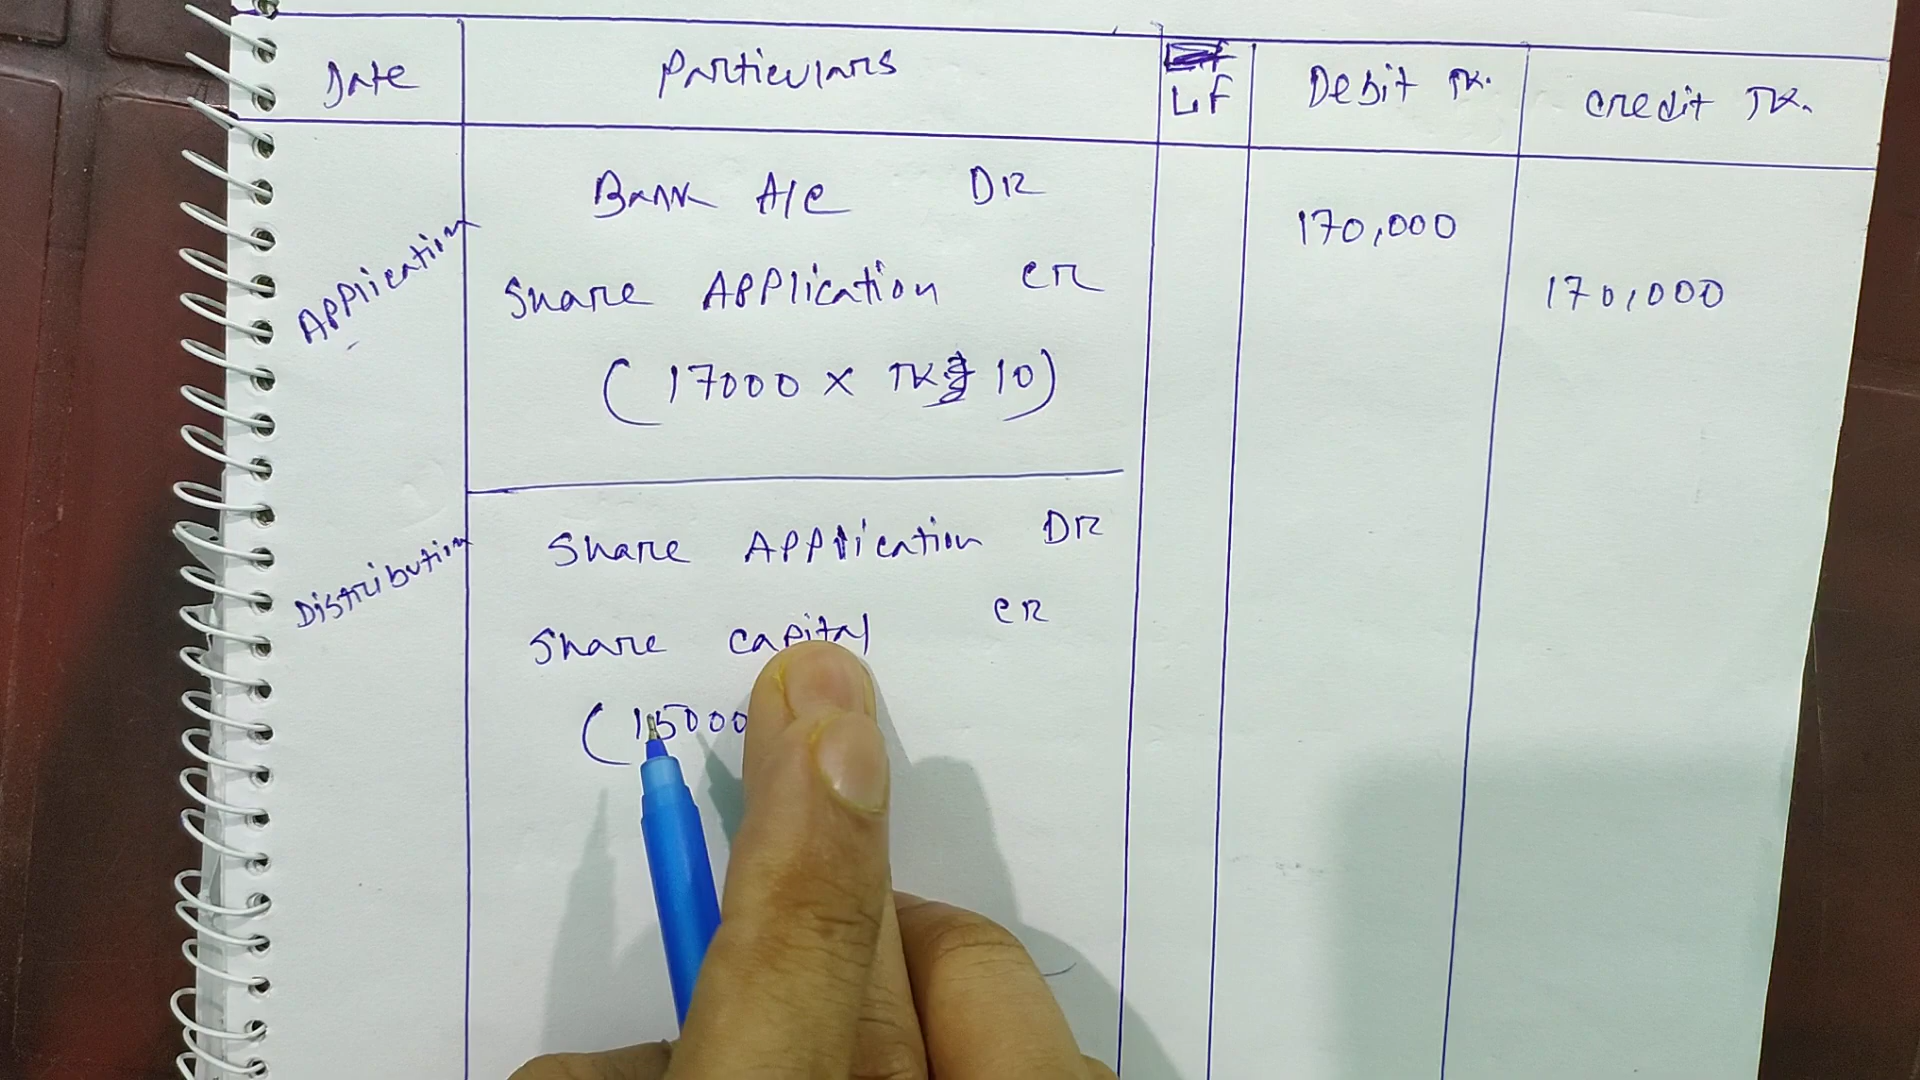 Date Particulars LF Debit Tk. Credit Tk.
Application
Bank A/C DR 170,000
Share Application CR 170,000
(17000 × TK 10)
Distribution
Share Application DR
Share Capital CR
(15000